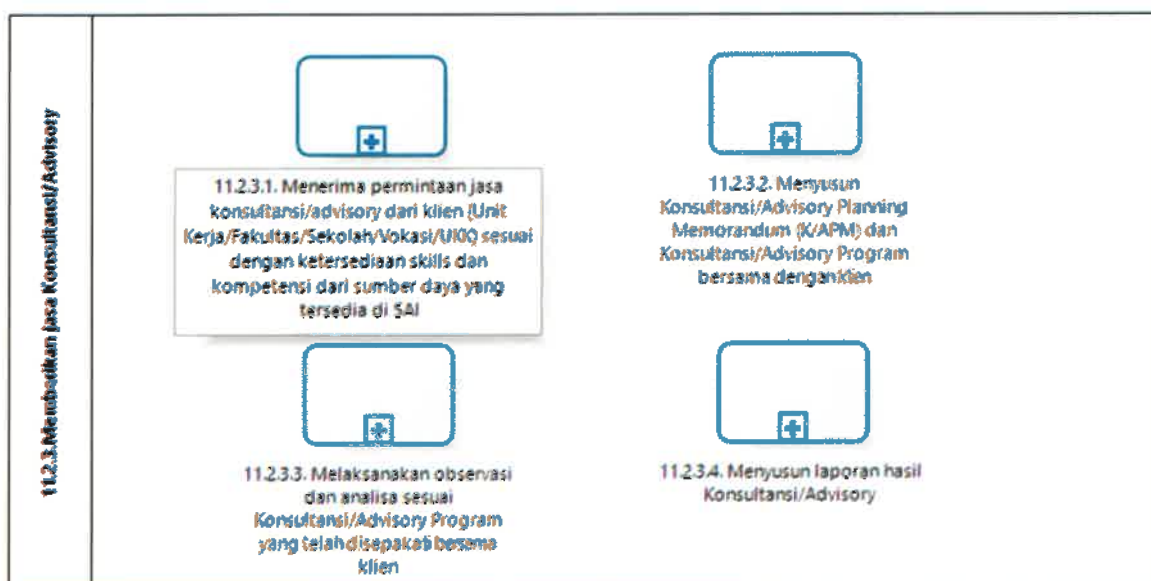 11.2.3.Memberikan Jasa Konsultansi/Advisory
11.2.3.1. Menerima permintaan jasa
konsultansi/advisory dari klien (Unit
Kerja/Fakultas/Sekolah/Vokasi/UKK) sesuai
dengan ketersediaan skills dan
kompetensi dari sumber daya yang
tersedia di SAI
11.2.3.2. Menyusun
Konsultansi/Advisory Planning
Memorandum (K/APM) dan
Konsultansi/Advisory Program
bersama dengan klien
11.2.3.3. Melaksanakan observasi
dan analisa sesuai
Konsultansi/Advisory Program
yang telah disepakati besama
klien
11.2.3.4. Menyusun laporan hasil
Konsultansi/Advisory